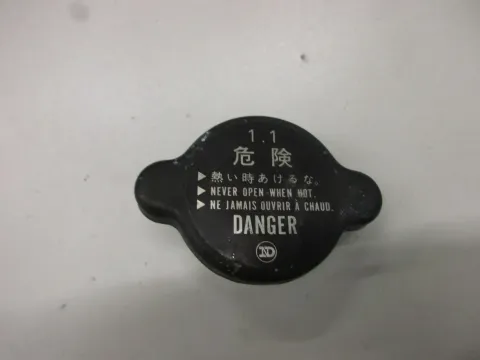 1.1
危険
▶熱い時あけるな。
▶NEVER OPEN WHEN HOT.
▶NE JAMAIS OUVRIR À CHAUD.
DANGER
ND